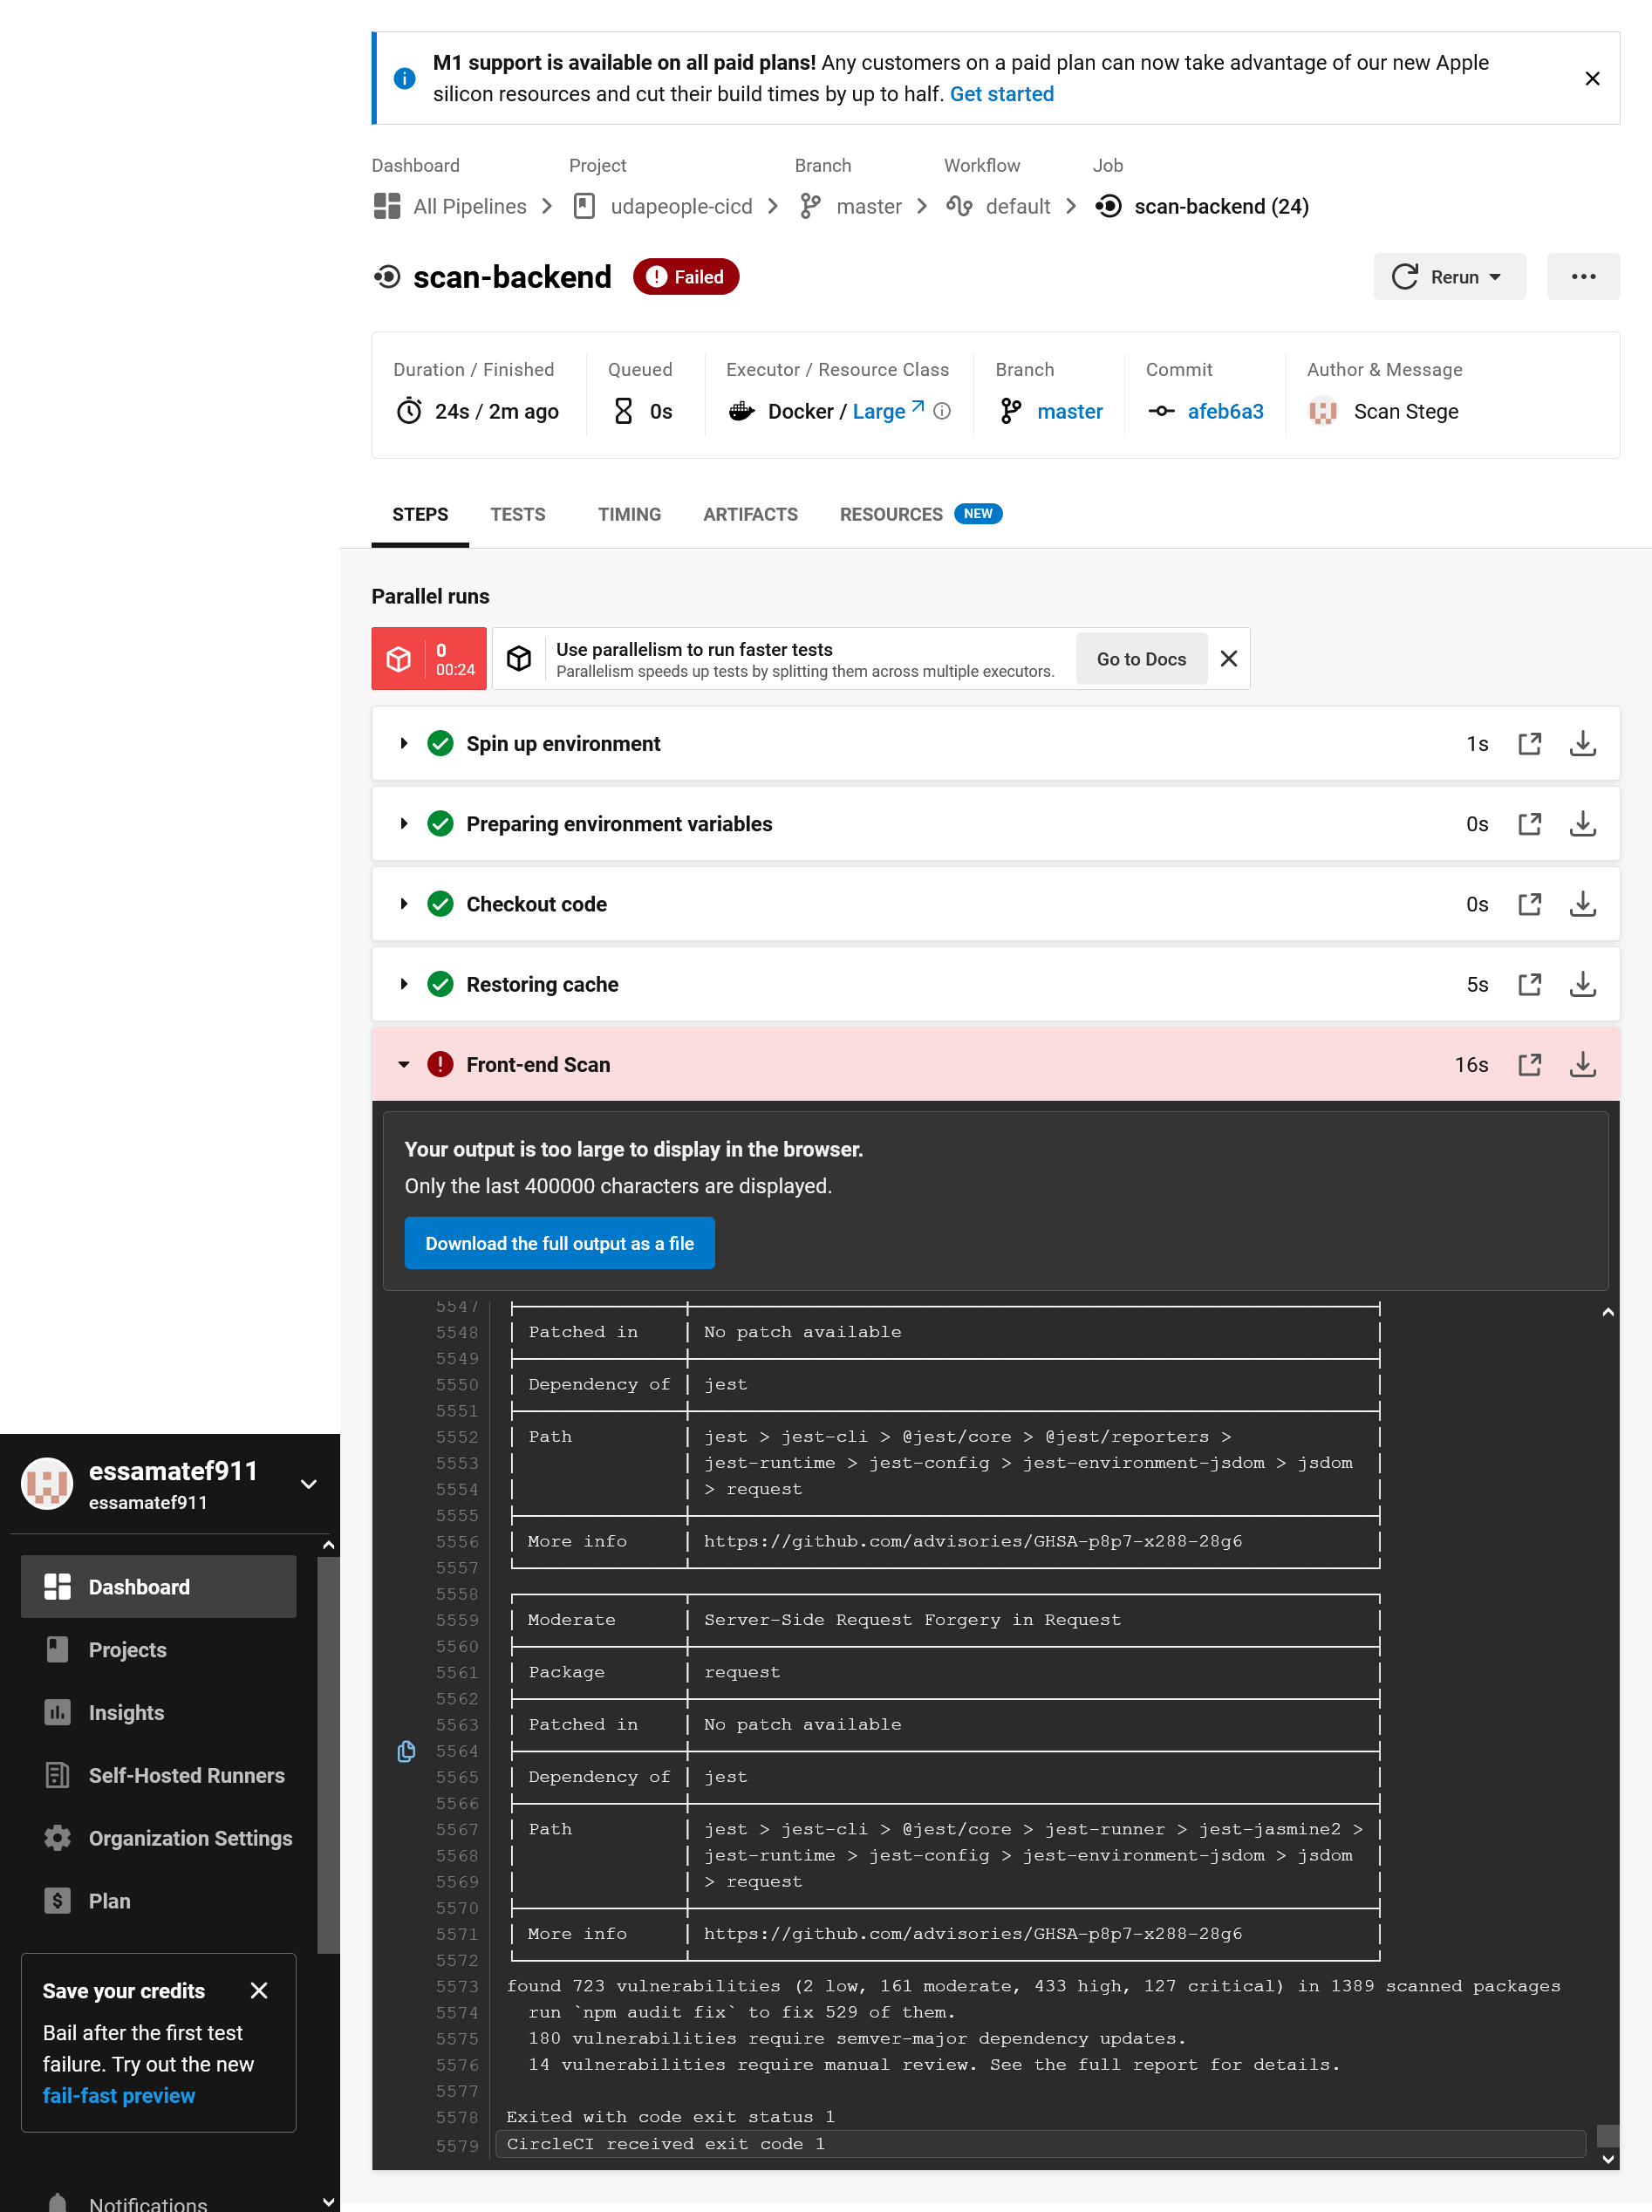 M1 support is available on all paid plans! Any customers on a paid plan can now take advantage of our new Apple
silicon resources and cut their build times by up to half. Get started
Dashboard Project Branch Workflow Job
All Pipelines udapeople-cicd master default scan-backend (24)
scan-backend Failed Rerun
Duration / Finished Queued Executor / Resource Class Branch Commit Author & Message
24s / 2m ago 0s Docker / Large master afeb6a3 Scan Stege
STEPS TESTS TIMING ARTIFACTS RESOURCES NEW
Parallel runs
0
00:24
Use parallelism to run faster tests
Parallelism speeds up tests by splitting them across multiple executors.
Go to Docs
Spin up environment 1s
Preparing environment variables 0s
Checkout code 0s
Restoring cache 5s
Front-end Scan 16s
Your output is too large to display in the browser.
Only the last 400000 characters are displayed.
Download the full output as a file
5547
5548 Patched in No patch available
5549
5550 Dependency of jest
5551
5552 Path jest > jest-cli > @jest/core > @jest/reporters >
5553 jest-runtime > jest-config > jest-environment-jsdom > jsdom
5554 > request
5555
5556 More info https://github.com/advisories/GHSA-p8p7-x288-28g6
5557
5558
5559 Moderate Server-Side Request Forgery in Request
5560
5561 Package request
5562
5563 Patched in No patch available
5564
5565 Dependency of jest
5566
5567 Path jest > jest-cli > @jest/core > jest-runner > jest-jasmine2 >
5568 jest-runtime > jest-config > jest-environment-jsdom > jsdom
5569 > request
5570
5571 More info https://github.com/advisories/GHSA-p8p7-x288-28g6
5572
5573 found 723 vulnerabilities (2 low, 161 moderate, 433 high, 127 critical) in 1389 scanned packages
5574 run `npm audit fix` to fix 529 of them.
5575 180 vulnerabilities require semver-major dependency updates.
5576 14 vulnerabilities require manual review. See the full report for details.
5577
5578 Exited with code exit status 1
5579 CircleCI received exit code 1
essamatef911
essamatef911
Dashboard
Projects
Insights
Self-Hosted Runners
Organization Settings
Plan
Save your credits
Bail after the first test
failure. Try out the new
fail-fast preview
Notifications